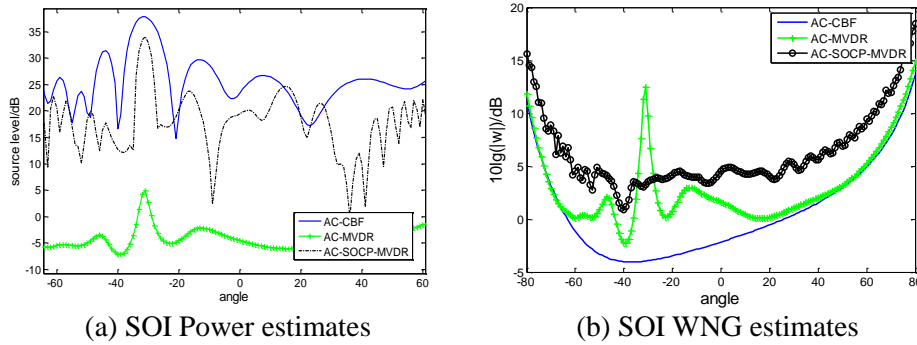 source level/dB
35
30
25
20
15
10
5
0
-5
-10
-60 -40 -20 0 20 40 60
angle
AC-CBF
AC-MVDR
AC-SOCP-MVDR
(a) SOI Power estimates
10lg(|w|)/dB
20
15
10
5
0
-5
-80 -60 -40 -20 0 20 40 60 80
angle
AC-CBF
AC-MVDR
AC-SOCP-MVDR
(b) SOI WNG estimates